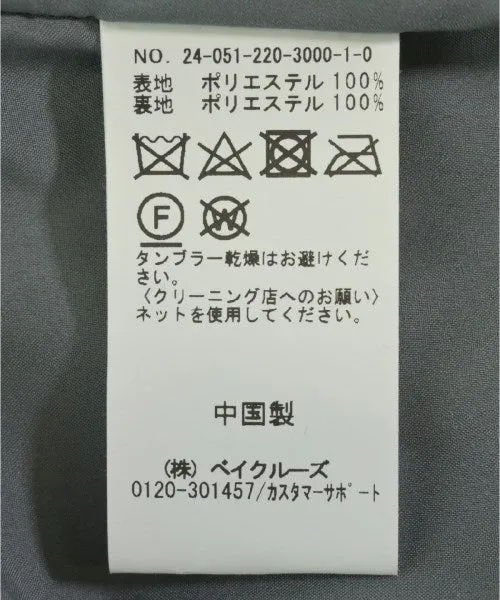 NO. 24-051-220-3000-1-0
表地 ポリエステル 100%
裏地 ポリエステル 100%
F W
タンブラー乾燥はお避けくだ
さい。
〈クリーニング店へのお願い〉
ネットを使用してください。
中国製
(株) ベイクルーズ
0120-301457/カスタマーサポート